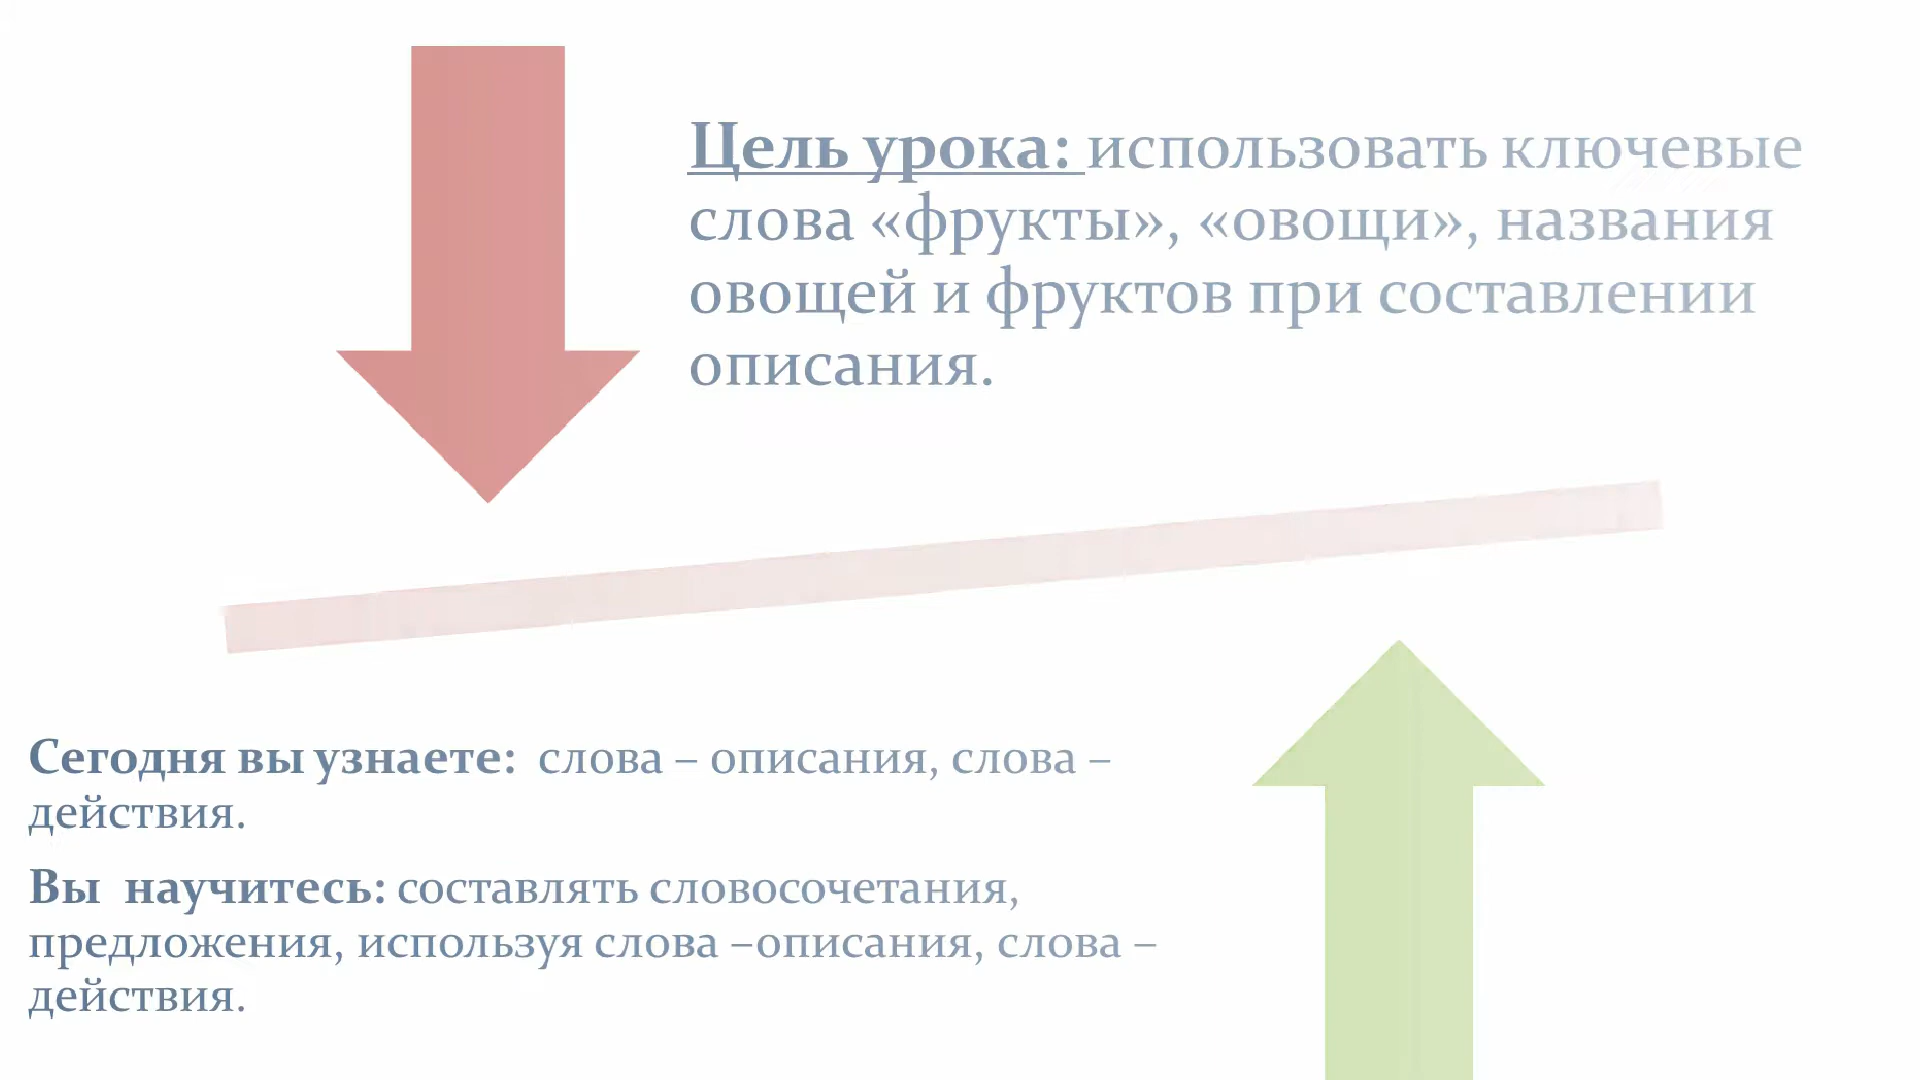 Цель урока: использовать ключевые
слова «фрукты», «овощи», названия
овощей и фруктов при составлении
описания.
Сегодня вы узнаете: слова – описания, слова –
действия.
Вы научитесь: составлять словосочетания,
предложения, используя слова –описания, слова –
действия.